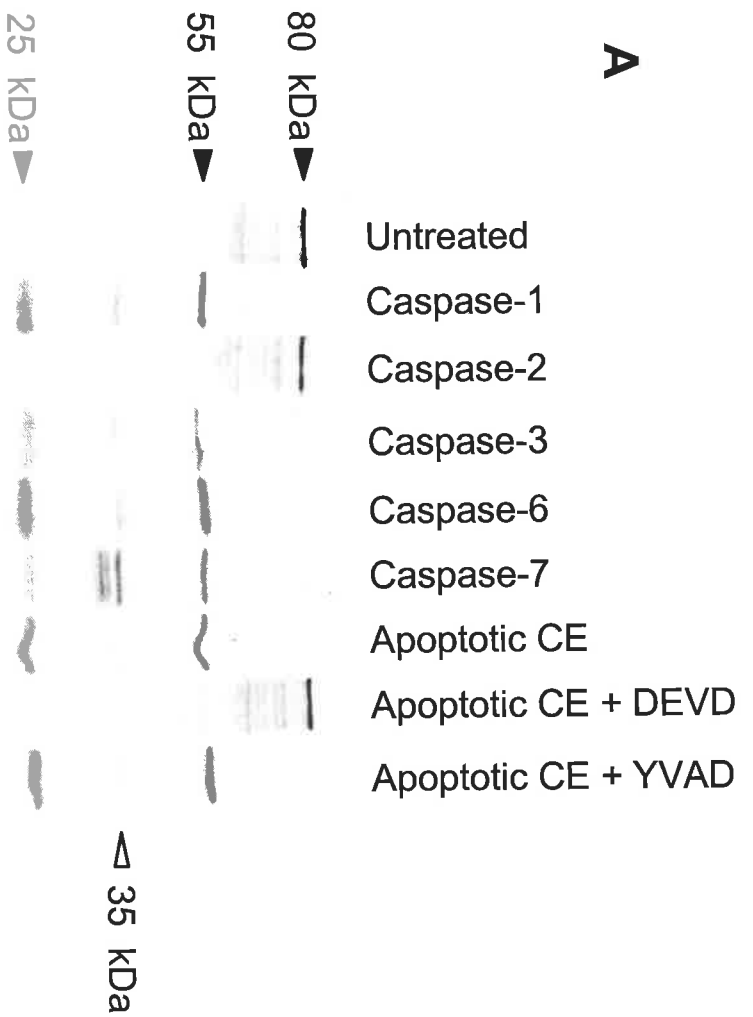 A
Untreated
Caspase-1
Caspase-2
Caspase-3
Caspase-6
Caspase-7
Apoptotic CE
Apoptotic CE + DEVD
Apoptotic CE + YVAD
80 kDa
55 kDa
25 kDa
35 kDa